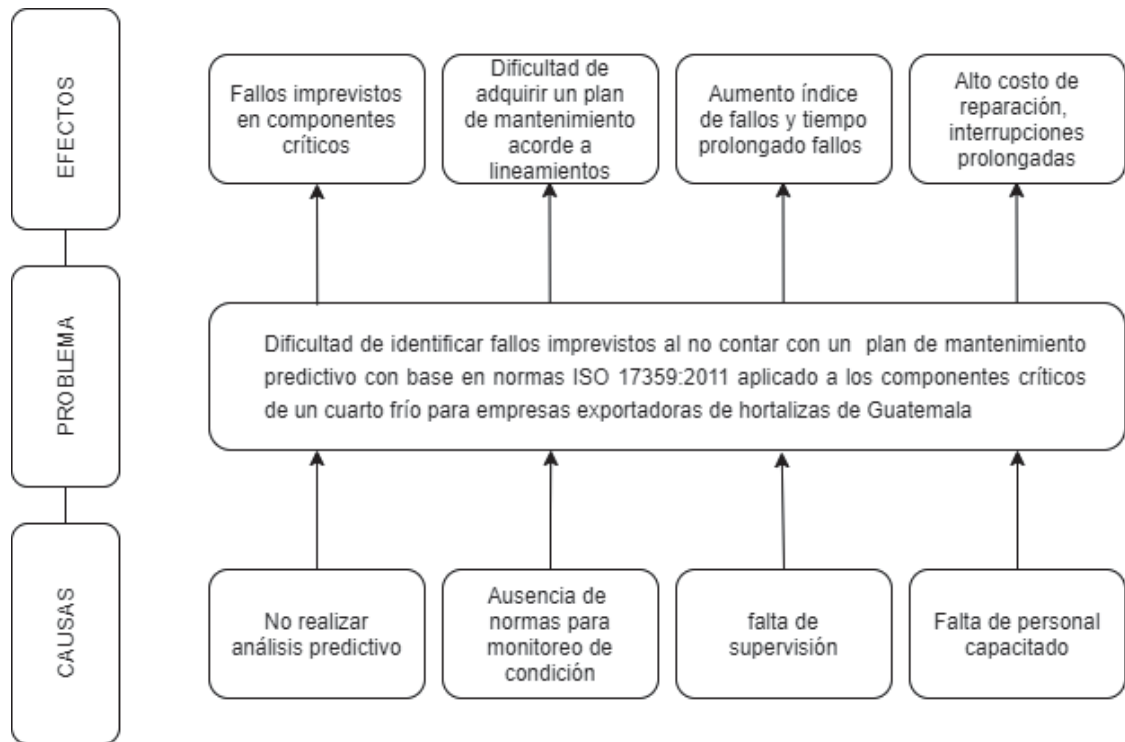 EFECTOS
Fallos imprevistos
en componentes
críticos
Dificultad de
adquirir un plan
de mantenimiento
acorde a
lineamientos
Aumento índice
de fallos y tiempo
prolongado fallos
Alto costo de
reparación,
interrupciones
prolongadas
PROBLEMA
Dificultad de identificar fallos imprevistos al no contar con un plan de mantenimiento
predictivo con base en normas ISO 17359:2011 aplicado a los componentes críticos
de un cuarto frío para empresas exportadoras de hortalizas de Guatemala
CAUSAS
No realizar
análisis predictivo
Ausencia de
normas para
monitoreo de
condición
falta de
supervisión
Falta de personal
capacitado